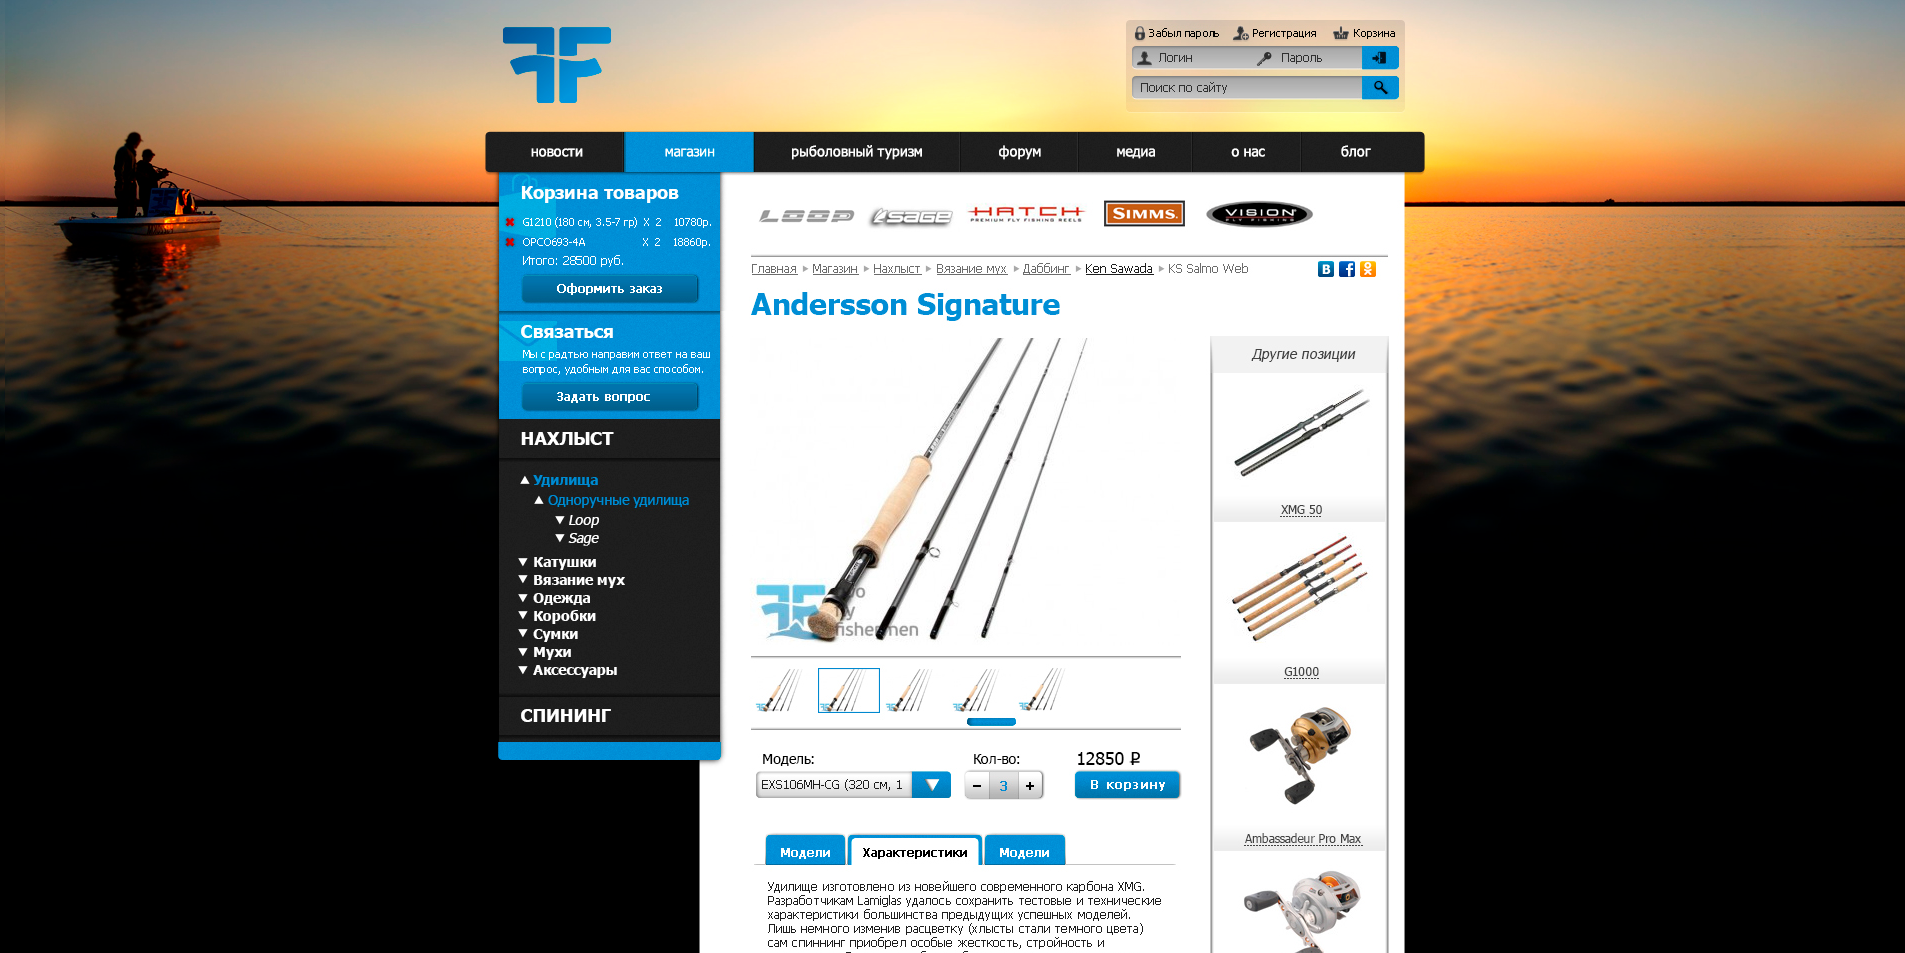 Забыл пароль Регистрация Корзина
Логин Пароль
Поиск по сайту
новости магазин рыболовный туризм форум медиа о нас блог
Корзина товаров
G1210 (180 см, 3.5-7 гр) X 2 10780р.
OPCO693-4A X 2 18860р.
Итого: 28500 руб.
Оформить заказ
Связаться
Мы с радтью направим ответ на ваш
вопрос, удобным для вас способом.
Задать вопрос
НАХЛЫСТ
Удилища
Одноручные удилища
Loop
Sage
Катушки
Вязание мух
Одежда
Коробки
Сумки
Мухи
Аксессуары
СПИНИНГ
LOOP sage HATCH SIMMS. VISION
PREMIUM FLY FISHING REELS
FLY FISHING
Главная Магазин Нахлыст Вязание мух Даббинг Ken Sawada KS Salmo Web
Andersson Signature
fishermen
Модель: Кол-во: 12850 ₽
EXS106MH-CG (320 см, 1 − 3 + В корзину
Модели Характеристики Модели
Удилище изготовлено из новейшего современного карбона XMG.
Разработчикам Lamiglas удалось сохранить тестовые и технические
характеристики большинства предыдущих успешных моделей.
Лишь немного изменив расцветку (хлысты стали темного цвета)
сам спиннинг приобрел особые жесткость, стройность и
Другие позиции
XMG 50
G1000
Ambassadeur Pro Max